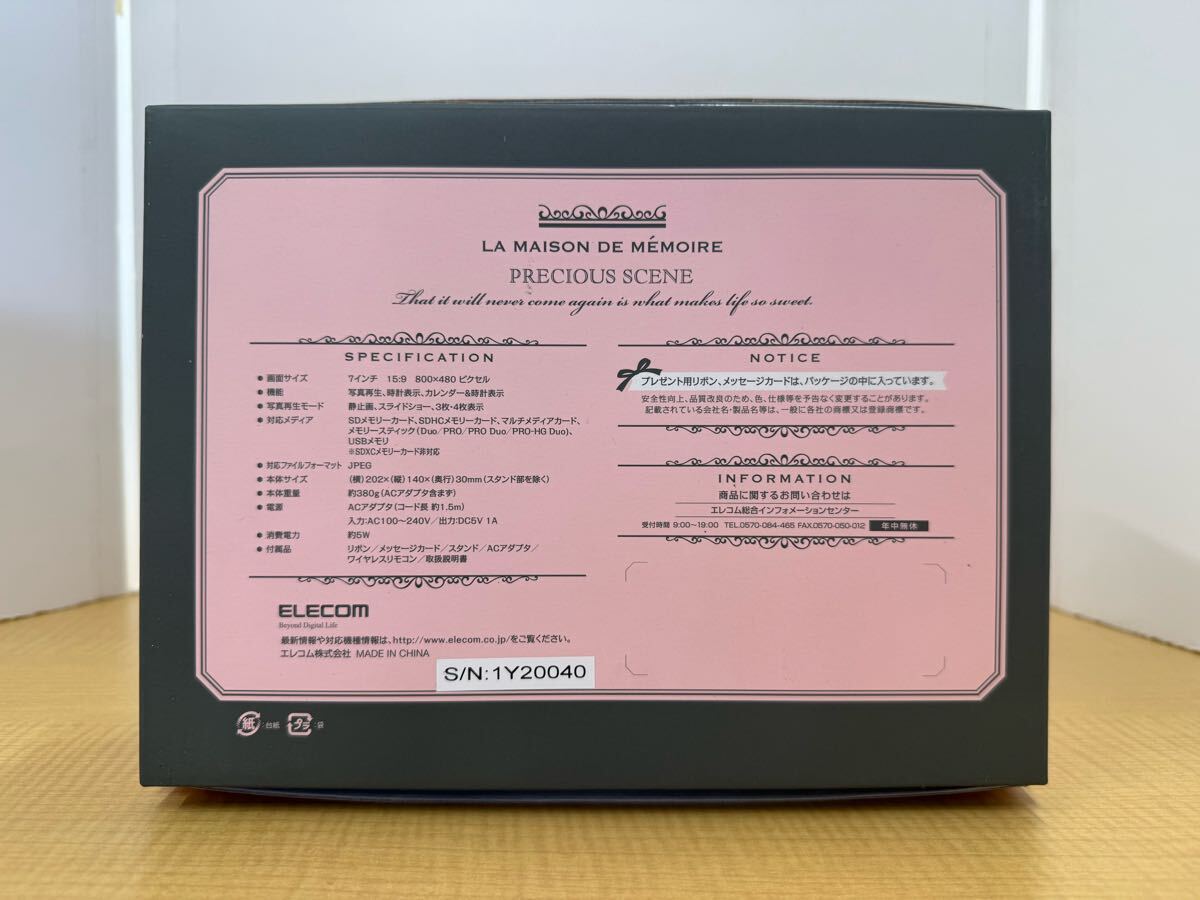 LA MAISON DE MÉMOIRE
PRECIOUS SCENE
That it will never come again is what makes life so sweet.
SPECIFICATION
● 画面サイズ 7インチ 15:9 800×480 ピクセル
● 機能 写真再生、時計表示、カレンダー&時計表示
● 写真再生モード 静止画、スライドショー、3枚・4枚表示
● 対応メディア SDメモリーカード、SDHCメモリーカード、マルチメディアカード、
メモリースティック(Duo/PRO/PRO Duo/PRO-HG Duo)、
USBメモリ
※SDXCメモリーカード非対応
● 対応ファイルフォーマット JPEG
● 本体サイズ (横)202×(縦)140×(奥行)30mm(スタンド部を除く)
● 本体重量 約380g(ACアダプタ含まず)
● 電源 ACアダプタ(コード長 約1.5m)
入力:AC100～240V/出力:DC5V 1A
● 消費電力 約5W
● 付属品 リボン/メッセージカード/スタンド/ACアダプタ/
ワイヤレスリモコン/取扱説明書
ELECOM
Beyond Digital Life
最新情報や対応機種情報は、http://www.elecom.co.jp/をご覧ください。
エレコム株式会社 MADE IN CHINA
S/N:1Y20040
NOTICE
プレゼント用リボン、メッセージカードは、パッケージの中に入っています。
安全性向上、品質改良のため、色、仕様等を予告なく変更することがあります。
記載されている会社名・製品名等は、一般に各社の商標又は登録商標です。
INFORMATION
商品に関するお問い合わせは
エレコム総合インフォメーションセンター
受付時間 9:00～19:00 TEL.0570-084-465 FAX.0570-050-012 年中無休
紙 :台紙 プラ :袋